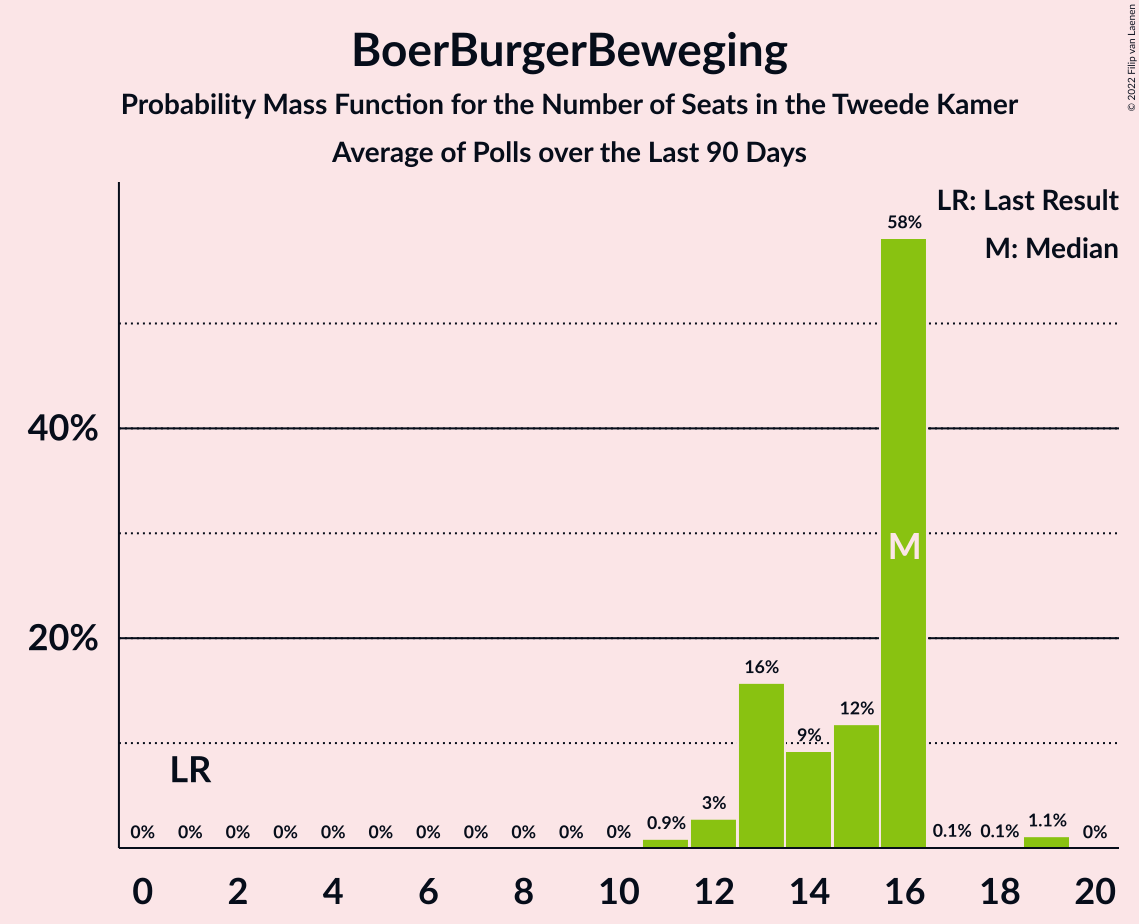 BoerBurgerBeweging
Probability Mass Function for the Number of Seats in the Tweede Kamer
Average of Polls over the Last 90 Days
© 2022 Filip van Laenen
LR: Last Result
M: Median
58%
40%
M
20%
16%
12%
9%
LR
3%
0% 0% 0% 0% 0% 0% 0% 0% 0% 0% 0% 0.9% 0.1% 0.1% 1.1% 0%
0 2 4 6 8 10 12 14 16 18 20